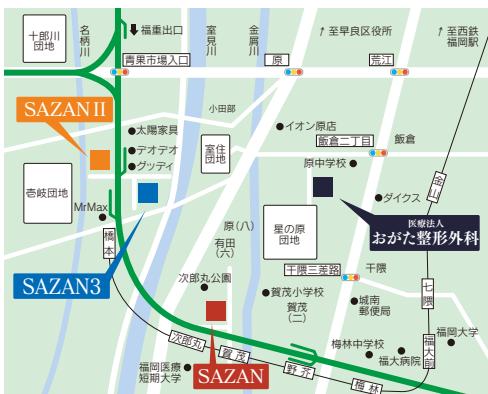 十郎川
団地
名柄川
福重出口
室見川
金屑川
至早良区役所
至西鉄
福岡駅
青果市場入口
原
荒江
小田部
SAZANⅡ
太陽家具
デオデオ
グッデイ
室住
団地
イオン原店
飯倉二丁目
飯倉
原中学校
金山
壱岐団地
MrMax
橋本
SAZAN3
原(八)
有田
(六)
星の原
団地
ダイクス
医療法人
おがた整形外科
干隈三差路
干隈
七隈
次郎丸公園
賀茂小学校
賀茂
(二)
城南
郵便局
福岡大学
福大前
次郎丸
賀茂
SAZAN
野芥
梅林中学校
福大病院
梅林
福岡医療
短期大学